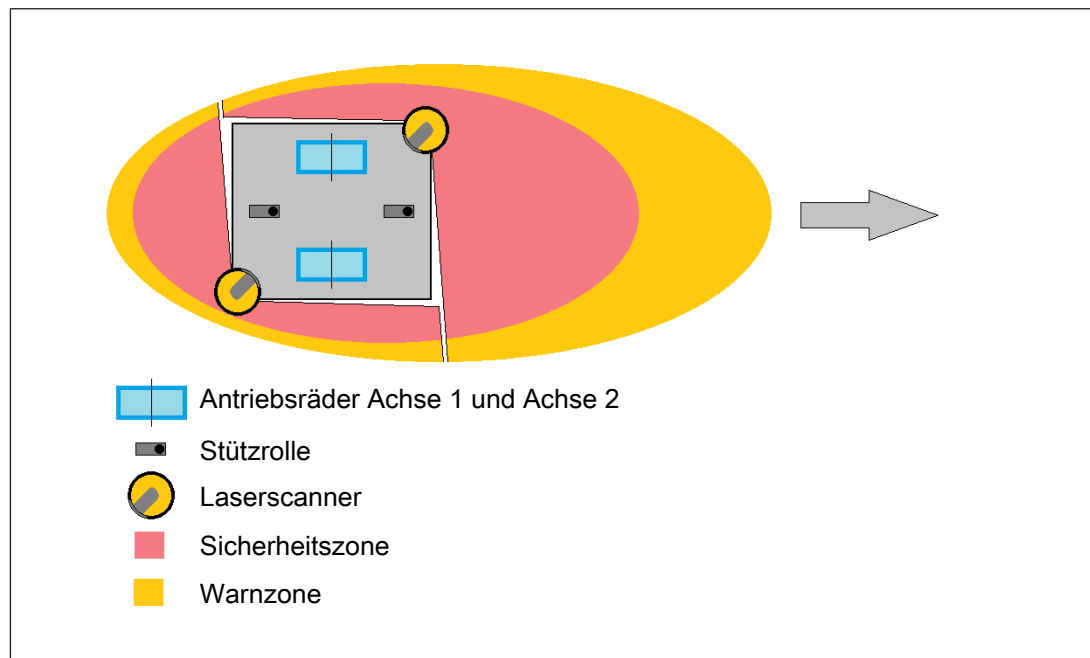 Antriebsräder Achse 1 und Achse 2
Stützrolle
Laserscanner
Sicherheitszone
Warnzone